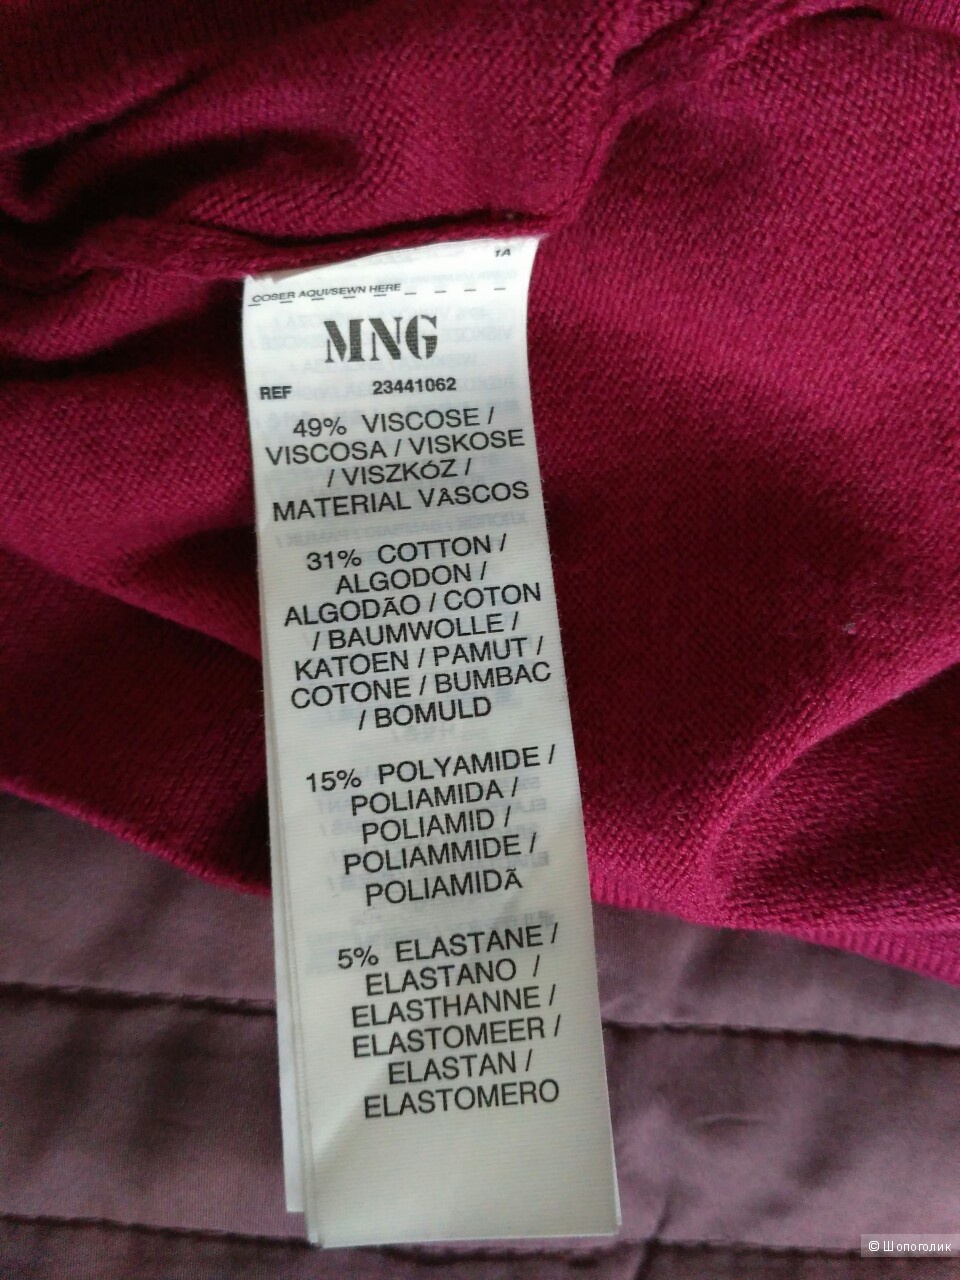 1A
COSER AQUI/SEWN HERE
MNG
REF 23441062
49% VISCOSE /
VISCOSA / VISKOSE
/ VISZKÓZ /
MATERIAL VÂSCOS
31% COTTON /
ALGODON /
ALGODÃO / COTON
/ BAUMWOLLE /
KATOEN / PAMUT /
COTONE / BUMBAC
/ BOMULD
15% POLYAMIDE /
POLIAMIDA /
POLIAMID /
POLIAMMIDE /
POLIAMIDÃ
5% ELASTANE /
ELASTANO /
ELASTHANNE /
ELASTOMEER /
ELASTAN /
ELASTOMERO
© Шопоголик